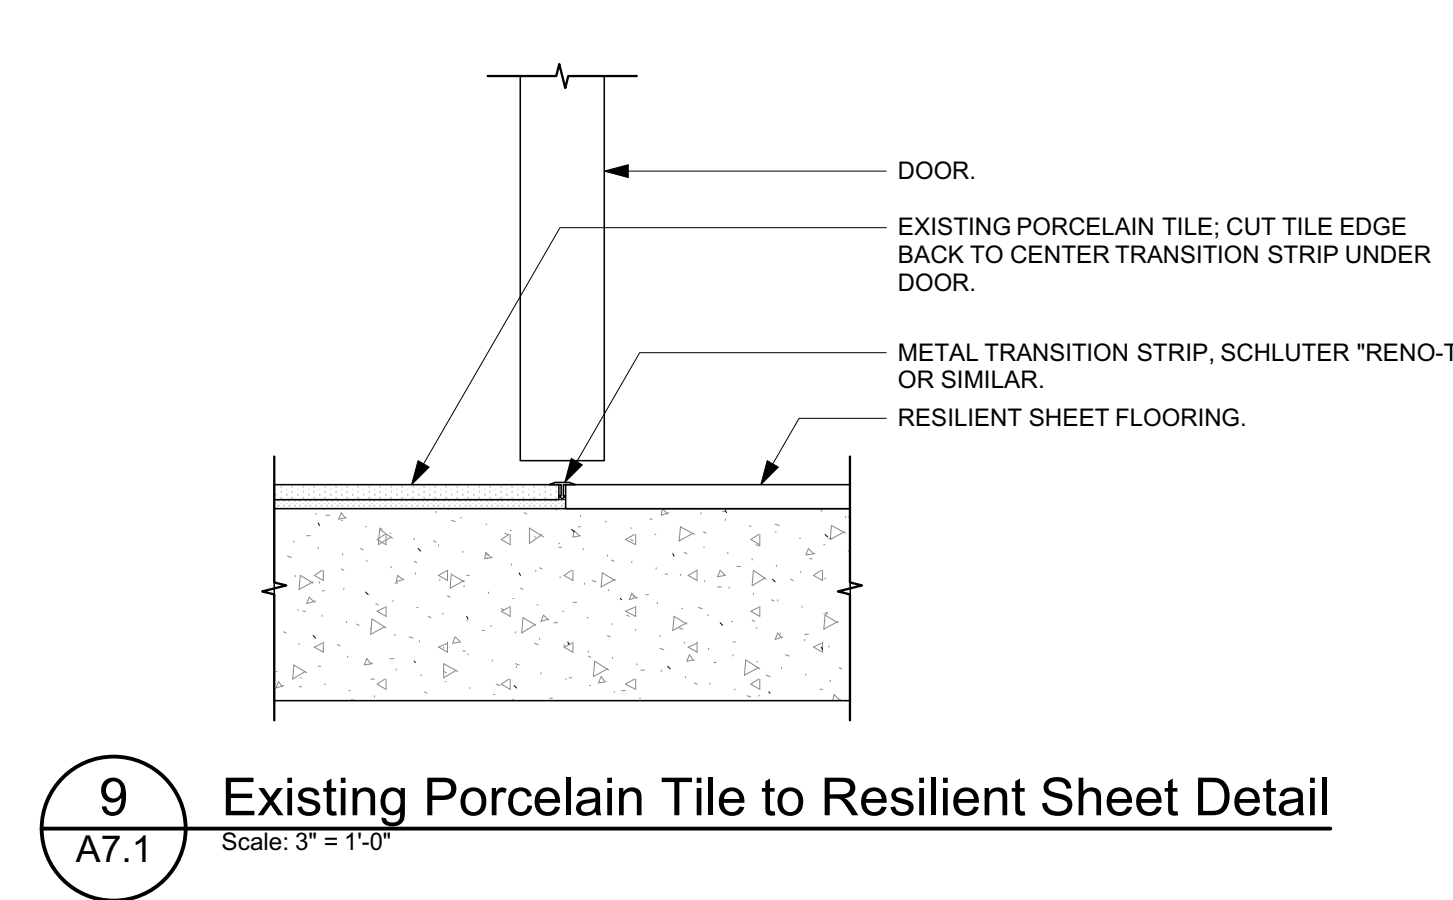 DOOR.
EXISTING PORCELAIN TILE; CUT TILE EDGE
BACK TO CENTER TRANSITION STRIP UNDER
DOOR.
METAL TRANSITION STRIP, SCHLUTER "RENO-T
OR SIMILAR.
RESILIENT SHEET FLOORING.
9
A7.1
Existing Porcelain Tile to Resilient Sheet Detail
Scale: 3" = 1'-0"